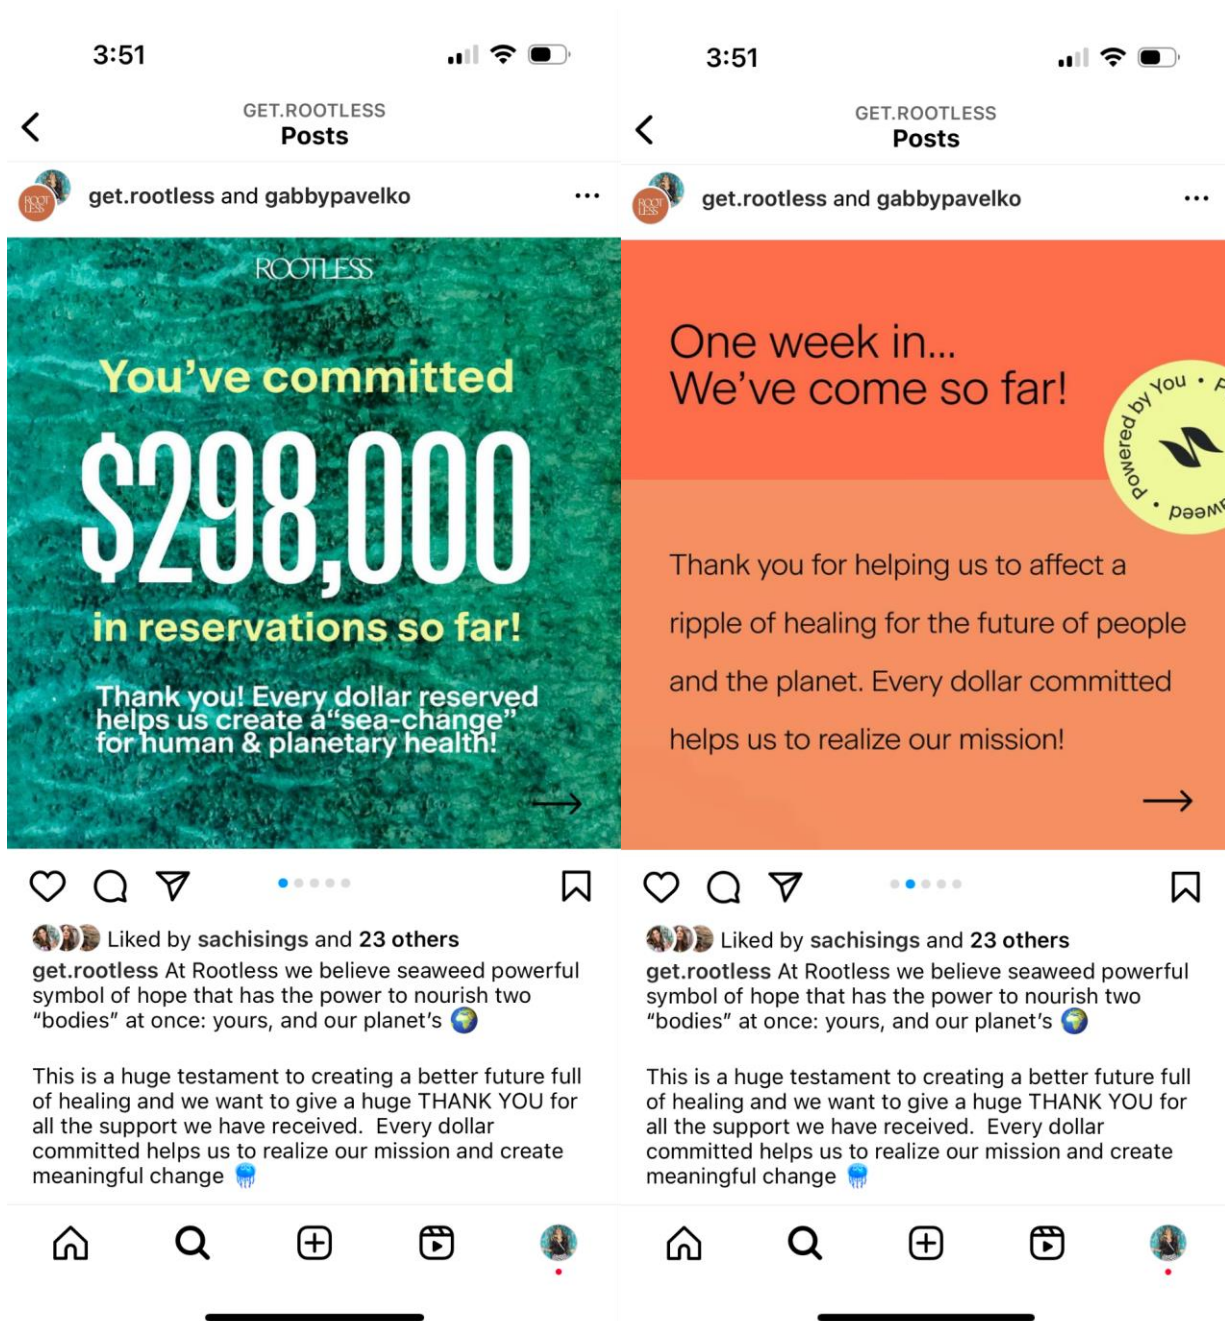 3:51
GET.ROOTLESS
Posts
get.rootless and gabbypavelko
ROOT
LESS
ROOTLESS
You've committed
$298,000
in reservations so far!
Thank you! Every dollar reserved
helps us create a“sea-change”
for human & planetary health!
Liked by sachisings and 23 others
get.rootless At Rootless we believe seaweed powerful
symbol of hope that has the power to nourish two
“bodies” at once: yours, and our planet's 🌍
This is a huge testament to creating a better future full
of healing and we want to give a huge THANK YOU for
all the support we have received.  Every dollar
committed helps us to realize our mission and create
meaningful change 🪼
3:51
GET.ROOTLESS
Posts
get.rootless and gabbypavelko
ROOT
LESS
One week in...
We've come so far!
Powered by You •
Thank you for helping us to affect a
ripple of healing for the future of people
and the planet. Every dollar committed
helps us to realize our mission!
Liked by sachisings and 23 others
get.rootless At Rootless we believe seaweed powerful
symbol of hope that has the power to nourish two
“bodies” at once: yours, and our planet's 🌍
This is a huge testament to creating a better future full
of healing and we want to give a huge THANK YOU for
all the support we have received.  Every dollar
committed helps us to realize our mission and create
meaningful change 🪼